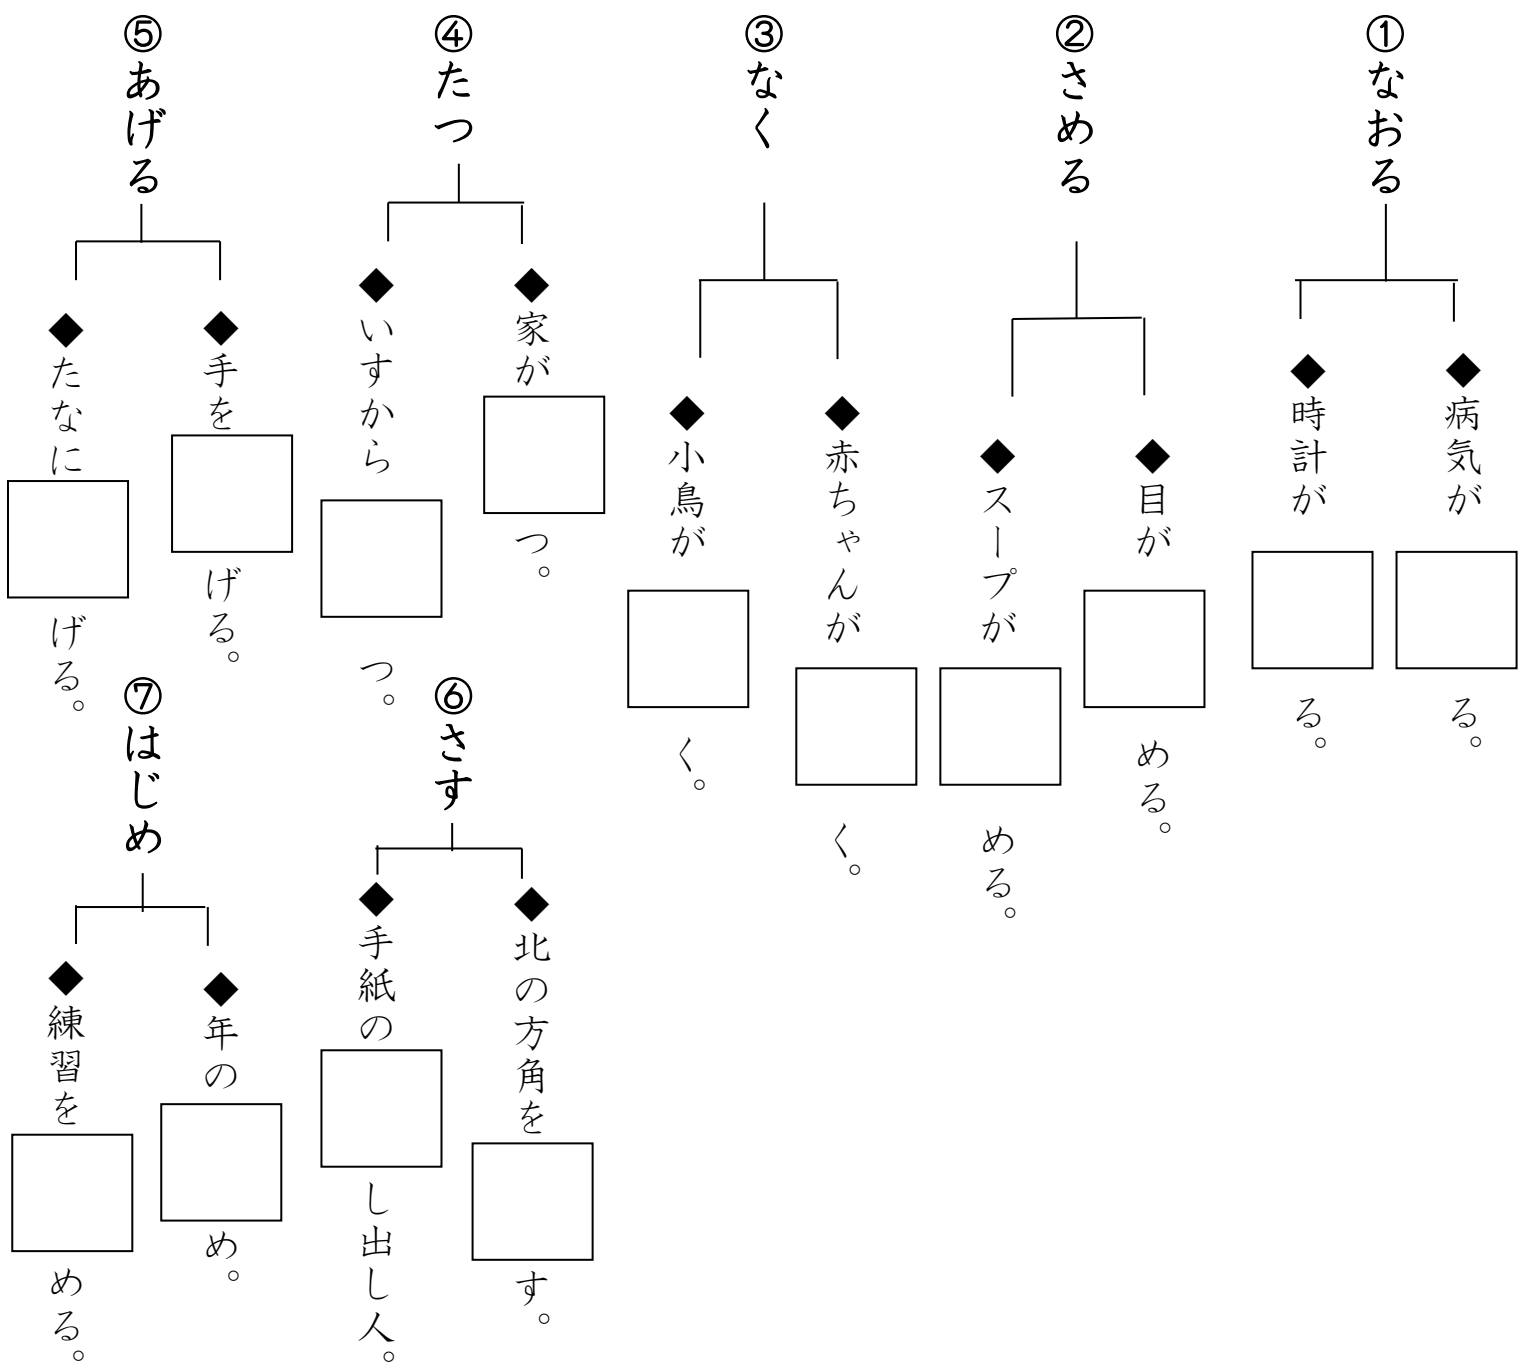 ①なおる
◆病気が
る。
◆時計が
る。
②さめる
◆目が
める。
◆スープが
める。
③なく
◆赤ちゃんが
く。
◆小鳥が
く。
④たつ
◆家が
つ。
◆いすから
つ。
⑤あげる
◆手を
げる。
◆たなに
げる。
⑥さす
◆北の方角を
す。
◆手紙の
し出し人。
⑦はじめ
◆年の
め。
◆練習を
める。